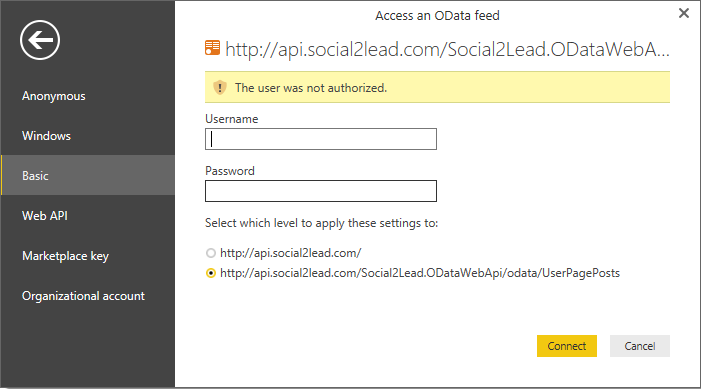 Access an OData feed
http://api.social2lead.com/Social2Lead.ODataWebA...
The user was not authorized.
Anonymous
Windows
Basic
Web API
Marketplace key
Organizational account
Username
Password
Select which level to apply these settings to:
http://api.social2lead.com/
http://api.social2lead.com/Social2Lead.ODataWebApi/odata/UserPagePosts
Connect
Cancel